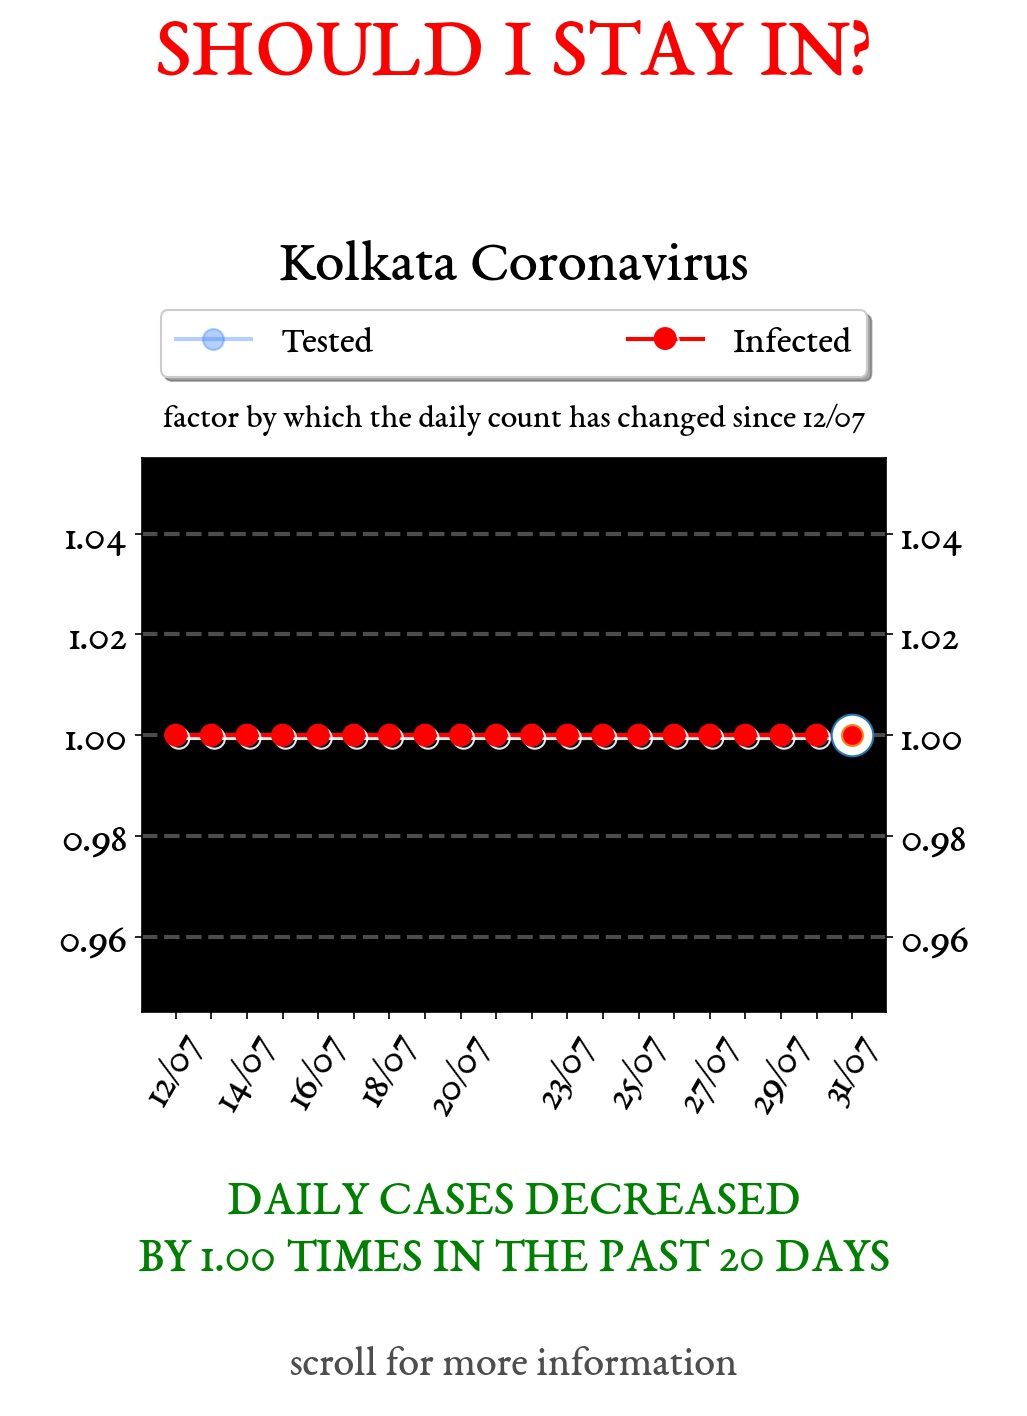 SHOULD I STAY IN?
Kolkata Coronavirus
Tested Infected
factor by which the daily count has changed since 12/07
1.04 1.04
1.02 1.02
1.00 1.00
0.98 0.98
0.96 0.96
12/07 14/07 16/07 18/07 20/07 23/07 25/07 27/07 29/07 31/07
DAILY CASES DECREASED
BY 1.00 TIMES IN THE PAST 20 DAYS
scroll for more information